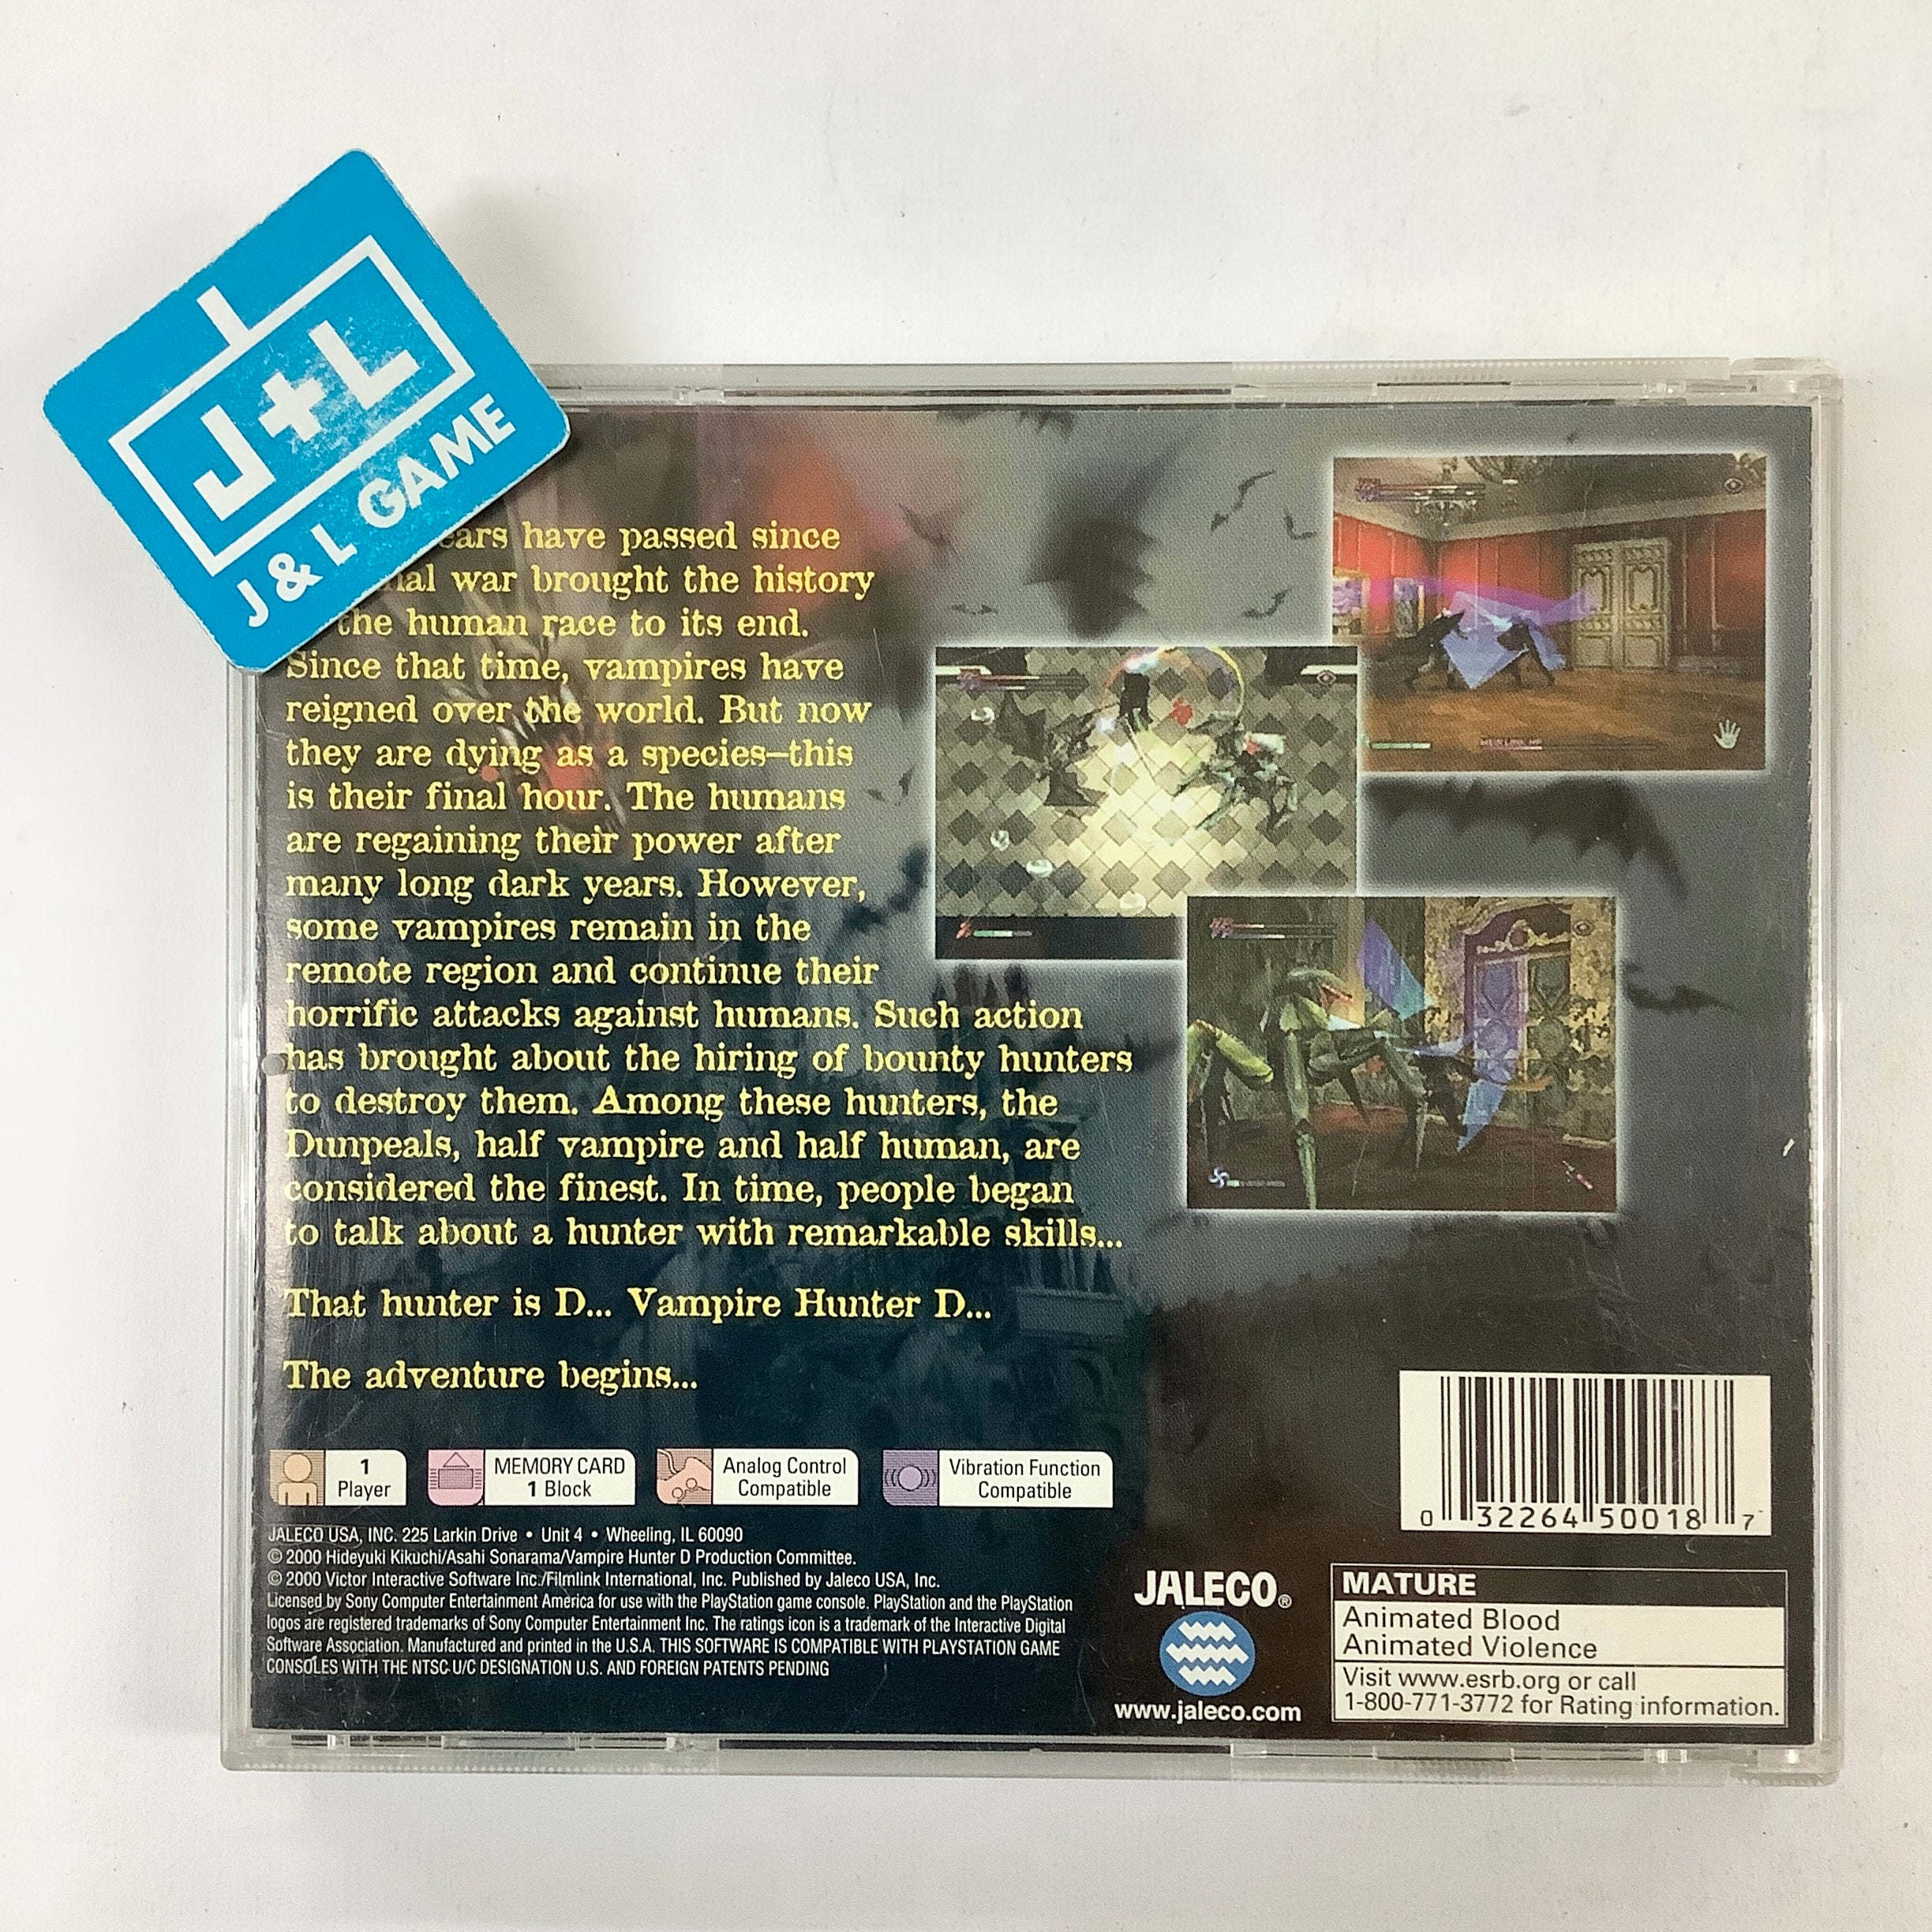 J+L
J & L GAME
have passed since
war brought the history
the human race to its end.
Since that time, vampires have
reigned over the world. But now
they are dying as a species—this
is their final hour. The humans
are regaining their power after
many long dark years. However,
some vampires remain in the
remote region and continue their
horrific attacks against humans. Such action
has brought about the hiring of bounty hunters
to destroy them. Among these hunters, the
Dunpeals, half vampire and half human, are
considered the finest. In time, people began
to talk about a hunter with remarkable skills...
That hunter is D... Vampire Hunter D...
The adventure begins...
1
Player
MEMORY CARD
1 Block
Analog Control
Compatible
Vibration Function
Compatible
0 32264 50018 7
JALECO USA, INC. 225 Larkin Drive • Unit 4 • Wheeling, IL 60090
© 2000 Hideyuki Kikuchi/Asahi Sonarama/Vampire Hunter D Production Committee.
© 2000 Victor Interactive Software Inc./Filmlink International, Inc. Published by Jaleco USA, Inc.
Licensed by Sony Computer Entertainment America for use with the PlayStation game console. PlayStation and the PlayStation
logos are registered trademarks of Sony Computer Entertainment Inc. The ratings icon is a trademark of the Interactive Digital
Software Association. Manufactured and printed in the U.S.A. THIS SOFTWARE IS COMPATIBLE WITH PLAYSTATION GAME
CONSOLES WITH THE NTSC-U/C DESIGNATION U.S. AND FOREIGN PATENTS PENDING
JALECO®
www.jaleco.com
MATURE
Animated Blood
Animated Violence
Visit www.esrb.org or call
1-800-771-3772 for Rating information.